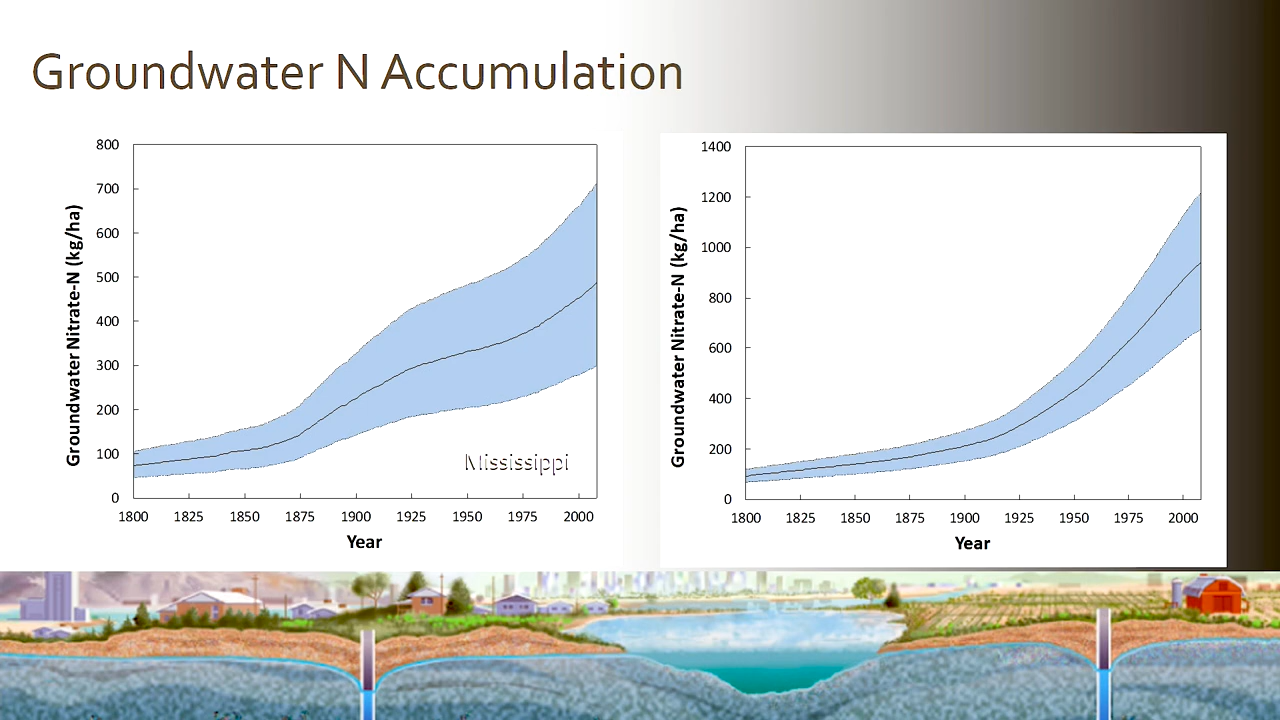 Groundwater N Accumulation
800
700
600
500
400
300
200
100
0
Groundwater Nitrate-N (kg/ha)
Mississippi
1800 1825 1850 1875 1900 1925 1950 1975 2000
Year
1400
1200
1000
800
600
400
200
0
Groundwater Nitrate-N (kg/ha)
1800 1825 1850 1875 1900 1925 1950 1975 2000
Year